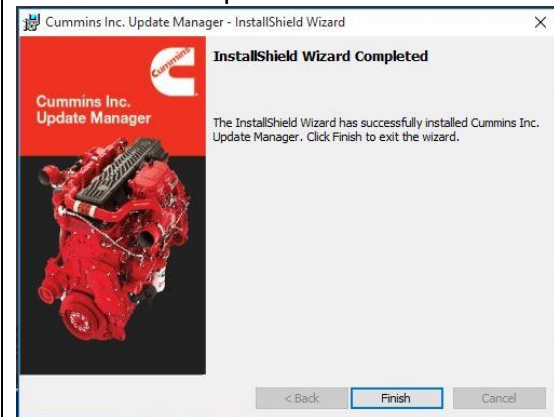 Cummins Inc. Update Manager - InstallShield Wizard
Cummins
InstallShield Wizard Completed
Cummins Inc.
Update Manager
The InstallShield Wizard has successfully installed Cummins Inc.
Update Manager. Click Finish to exit the wizard.
< Back
Finish
Cancel